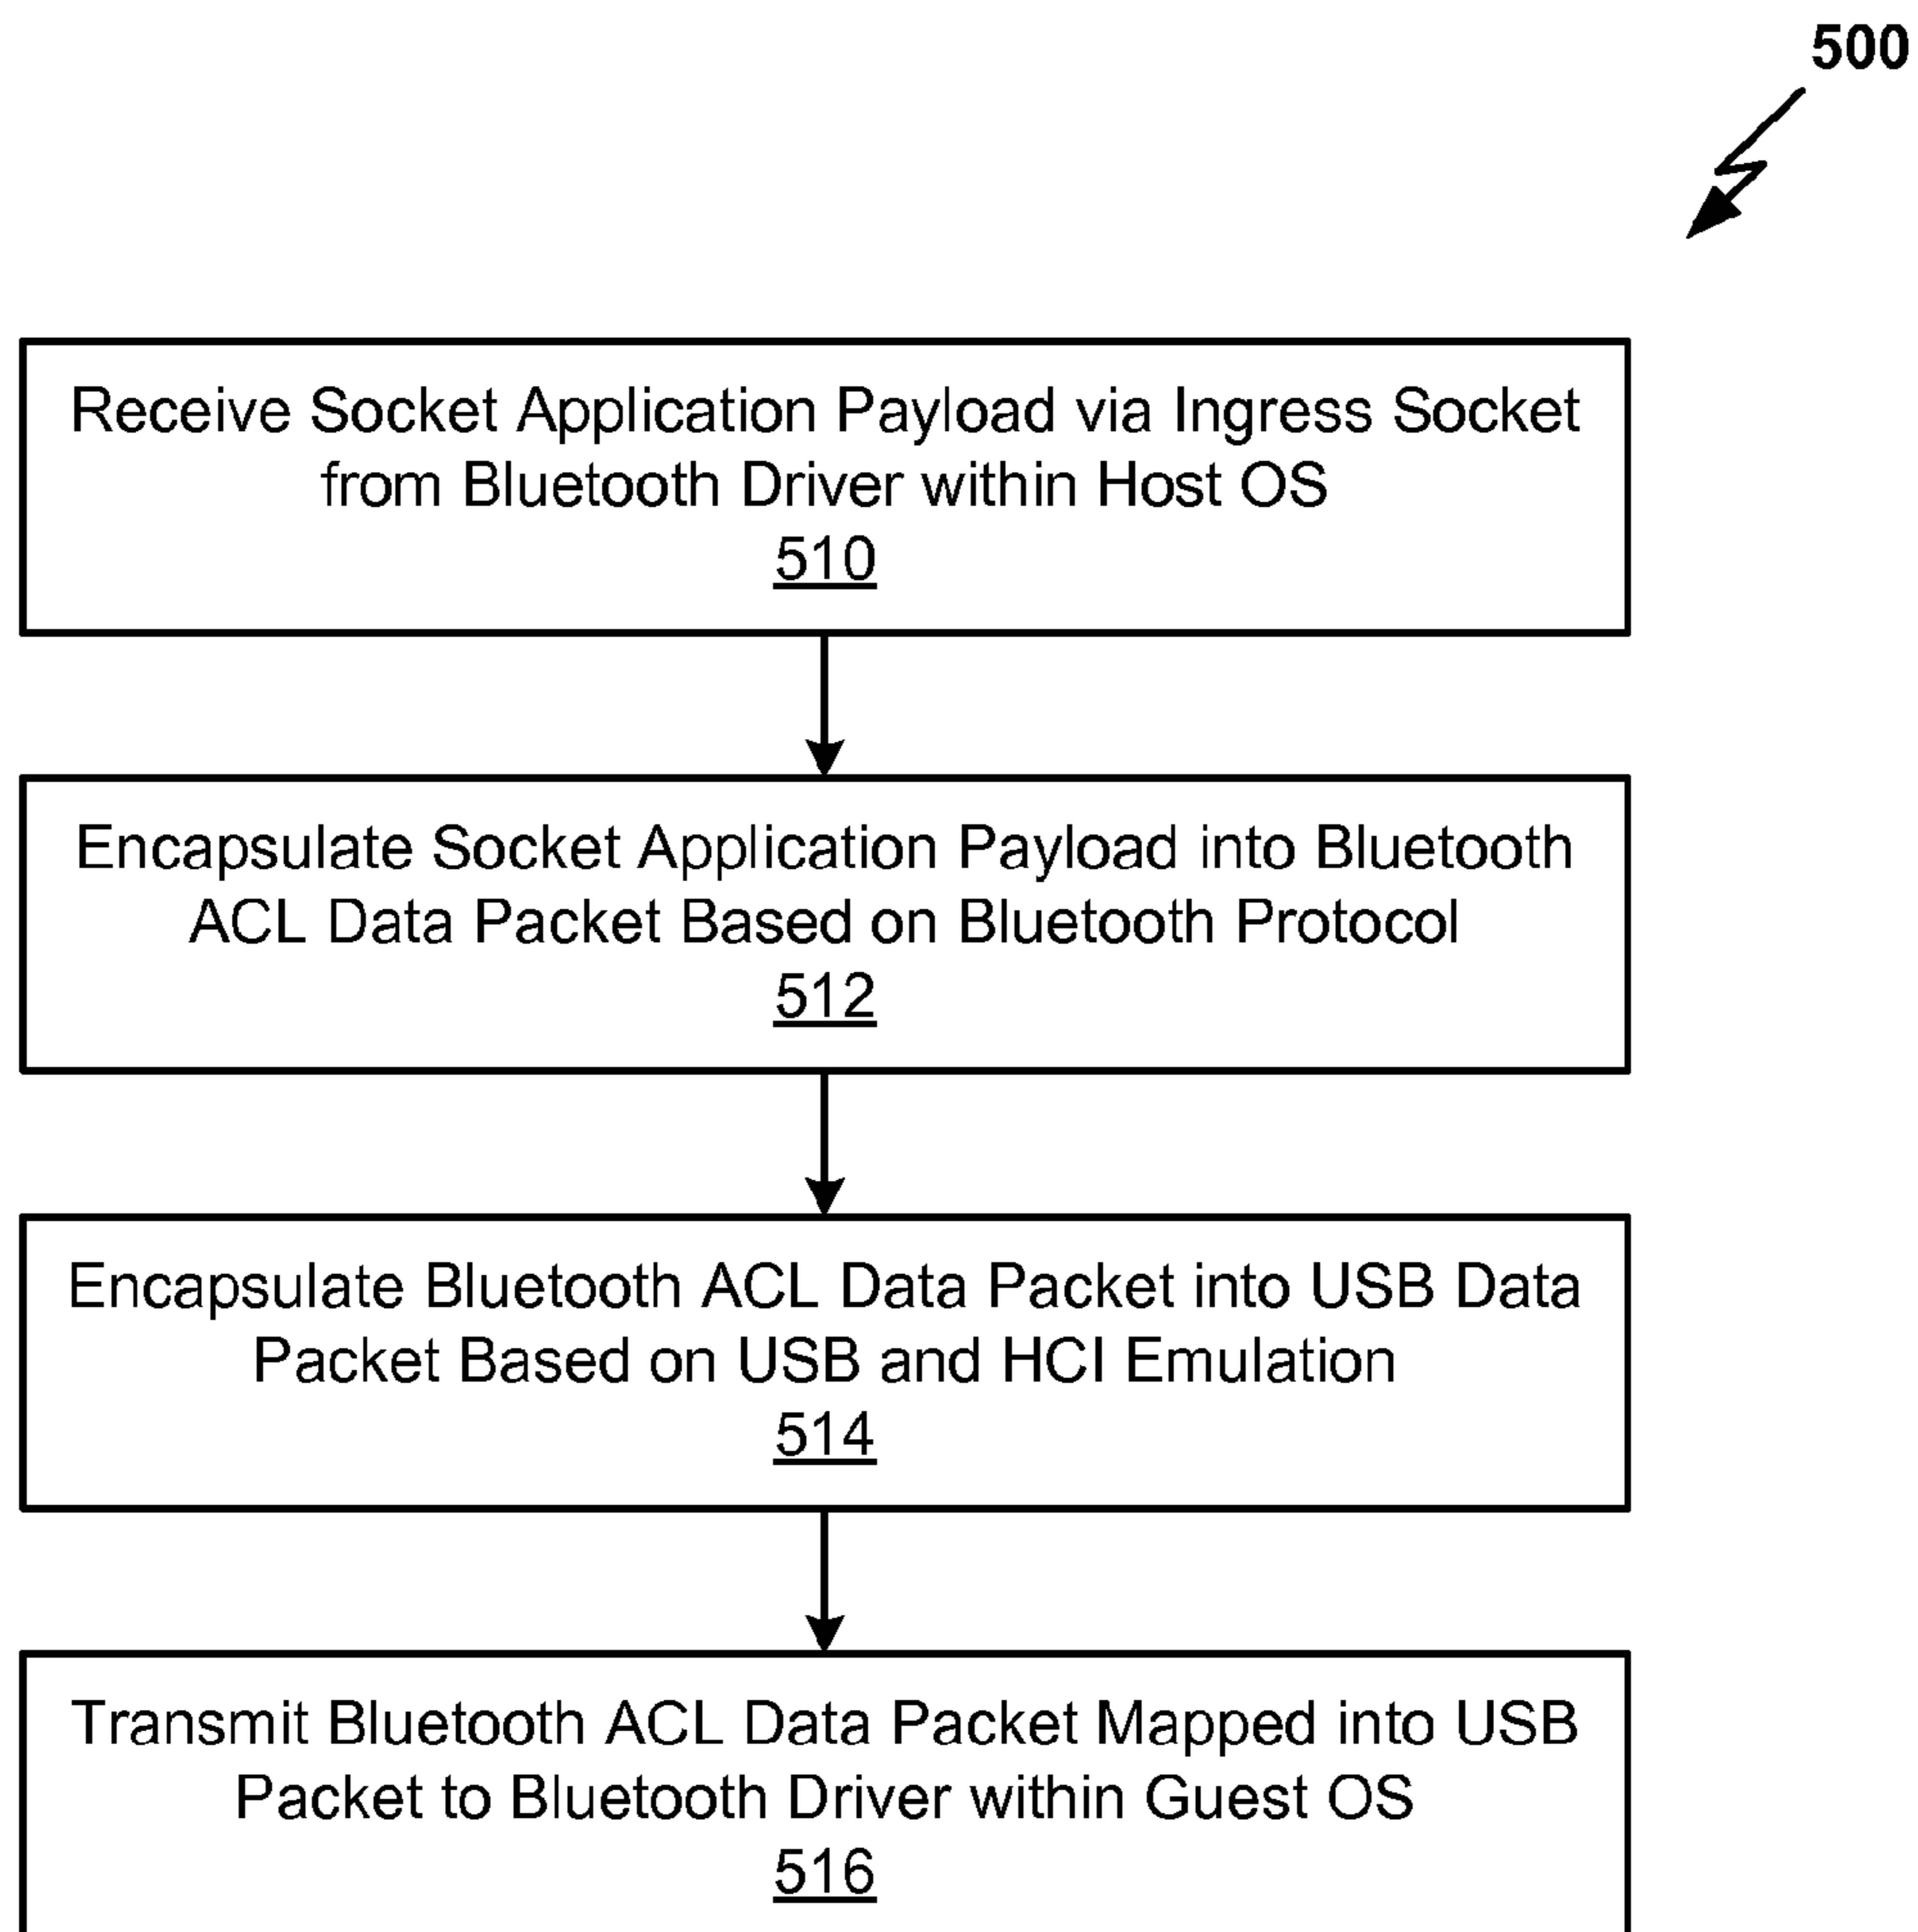 500
Receive Socket Application Payload via Ingress Socket
from Bluetooth Driver within Host OS
510
Encapsulate Socket Application Payload into Bluetooth
ACL Data Packet Based on Bluetooth Protocol
512
Encapsulate Bluetooth ACL Data Packet into USB Data
Packet Based on USB and HCI Emulation
514
Transmit Bluetooth ACL Data Packet Mapped into USB
Packet to Bluetooth Driver within Guest OS
516